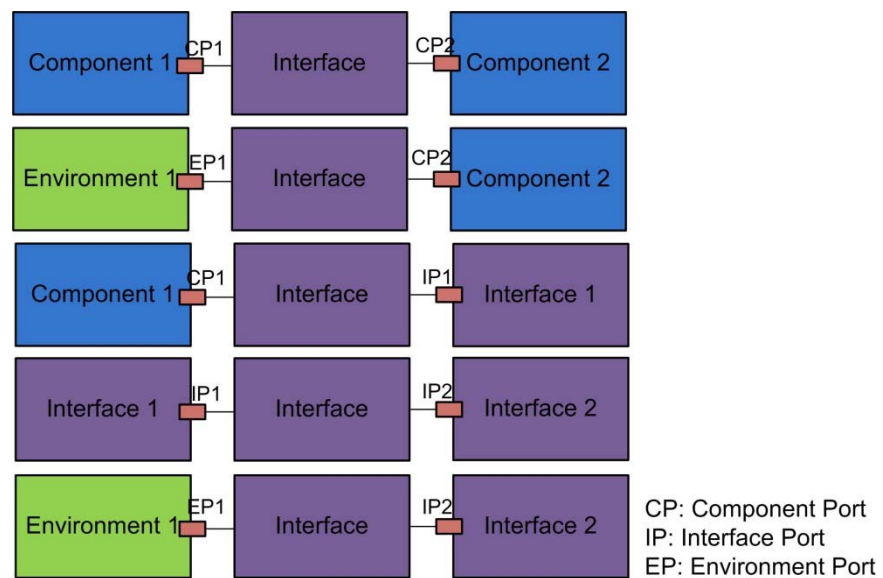 CP1
CP2
Component 1
Interface
Component 2
EP1
CP2
Environment 1
Interface
Component 2
CP1
IP1
Component 1
Interface
Interface 1
IP1
IP2
Interface 1
Interface
Interface 2
EP1
IP2
Environment 1
Interface
Interface 2
CP: Component Port
IP: Interface Port
EP: Environment Port